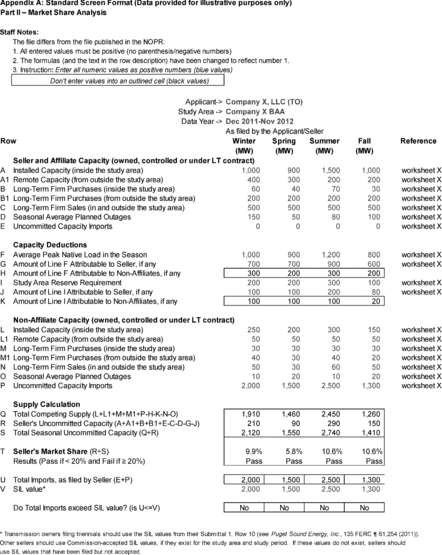 Appendix A: Standard Screen Format (Data provided for illustrative purposes only)
Part II – Market Share Analysis
Staff Notes:
The file differs from the file published in the NOPR:
1. All entered values must be positive (no parenthesis/negative numbers)
2. The formulas (and the text in the row description) have been changed to reflect number 1.
3. Instruction: Enter all numeric values as positive numbers (blue values)
Don't enter values into an outlined cell (black values)
Applicant-> Company X, LLC (TO)
Study Area -> Company X BAA
Data Year -> Dec 2011-Nov 2012
As filed by the Applicant/Seller
Row Winter (MW) Spring (MW) Summer (MW) Fall (MW) Reference
Seller and Affiliate Capacity (owned, controlled or under LT contract)
A Installed Capacity (inside the study area) 1,000 900 1,500 1,000 worksheet X
A1 Remote Capacity (from outside the study area) 400 300 200 200 worksheet X
B Long-Term Firm Purchases (inside the study area) 60 40 70 30 worksheet X
B1 Long-Term Firm Purchases (from outside the study area) 200 200 200 200 worksheet X
C Long-Term Firm Sales (in and outside the study area) 500 500 500 500 worksheet X
D Seasonal Average Planned Outages 150 50 80 100 worksheet X
E Uncommitted Capacity Imports 0 0 0 0 worksheet X
Capacity Deductions
F Average Peak Native Load in the Season 1,000 900 1,200 800 worksheet X
G Amount of Line F Attributable to Seller, if any 700 700 900 600 worksheet X
H Amount of Line F Attributable to Non-Affiliates, if any 300 200 300 200
I Study Area Reserve Requirement 200 200 300 100 worksheet X
J Amount of Line I Attributable to Seller, if any 100 100 200 80 worksheet X
K Amount of Line I Attributable to Non-Affiliates, if any 100 100 100 20
Non-Affiliate Capacity (owned, controlled or under LT contract)
L Installed Capacity (inside the study area) 250 200 300 150 worksheet X
L1 Remote Capacity (from outside the study area) 50 50 50 50 worksheet X
M Long-Term Firm Purchases (inside the study area) 30 30 30 30 worksheet X
M1 Long-Term Firm Purchases (from outside the study area) 40 30 40 20 worksheet X
N Long-Term Firm Sales (in and outside the study area) 50 30 60 50 worksheet X
O Seasonal Average Planned Outages 10 20 10 20 worksheet X
P Uncommitted Capacity Imports 2,000 1,500 2,500 1,300 worksheet X
Supply Calculation
Q Total Competing Supply (L+L1+M+M1+P-H-K-N-O) 1,910 1,460 2,450 1,260
R Seller's Uncommitted Capacity (A+A1+B+B1+E-C-D-G-J) 210 90 290 150
S Total Seasonal Uncommitted Capacity (Q+R) 2,120 1,550 2,740 1,410
T Seller's Market Share (R÷S) 9.9% 5.8% 10.6% 10.6%
Results (Pass if < 20% and Fail if ≥ 20%) Pass Pass Pass Pass
U Total Imports, as filed by Seller (E+P) 2,000 1,500 2,500 1,300
V SIL value* 2,000 1,500 2,500 1,300
Do Total Imports exceed SIL value? (is U<=V) No No No No
* Transmission owners filing triennials should use the SIL values from their Submittal 1, Row 10 (see Puget Sound Energy, Inc., 135 FERC ¶ 61,254 (2011)).
Other sellers should use Commission-accepted SIL values, if they exist for the study area and study period. If these values do not exist, sellers should
use SIL values that have been filed but not accepted.